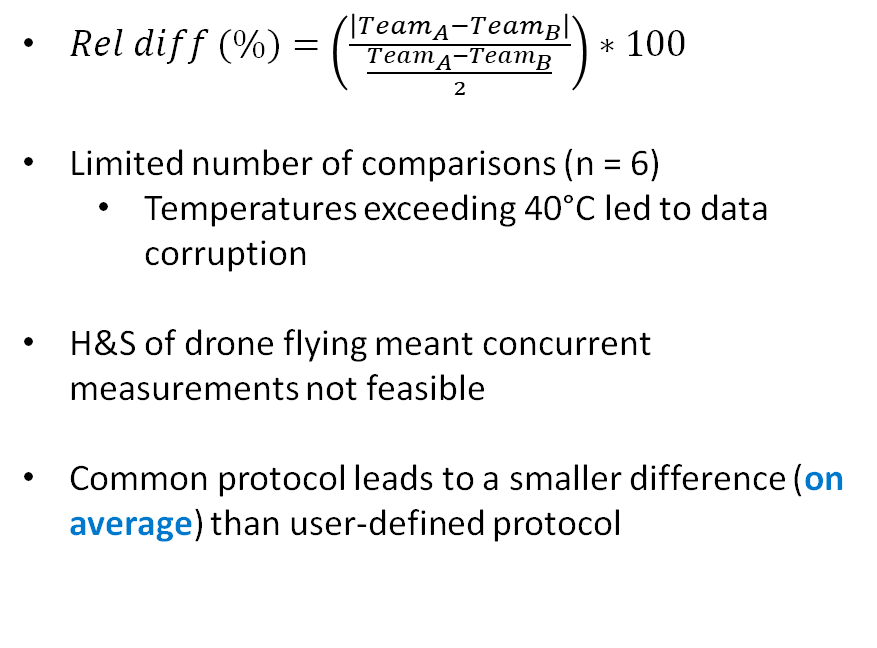 • Rel diff (%) = (|Team_A−Team_B| / ((Team_A−Team_B) / 2)) * 100
• Limited number of comparisons (n = 6)
• Temperatures exceeding 40°C led to data
corruption
• H&S of drone flying meant concurrent
measurements not feasible
• Common protocol leads to a smaller difference (on
average) than user-defined protocol